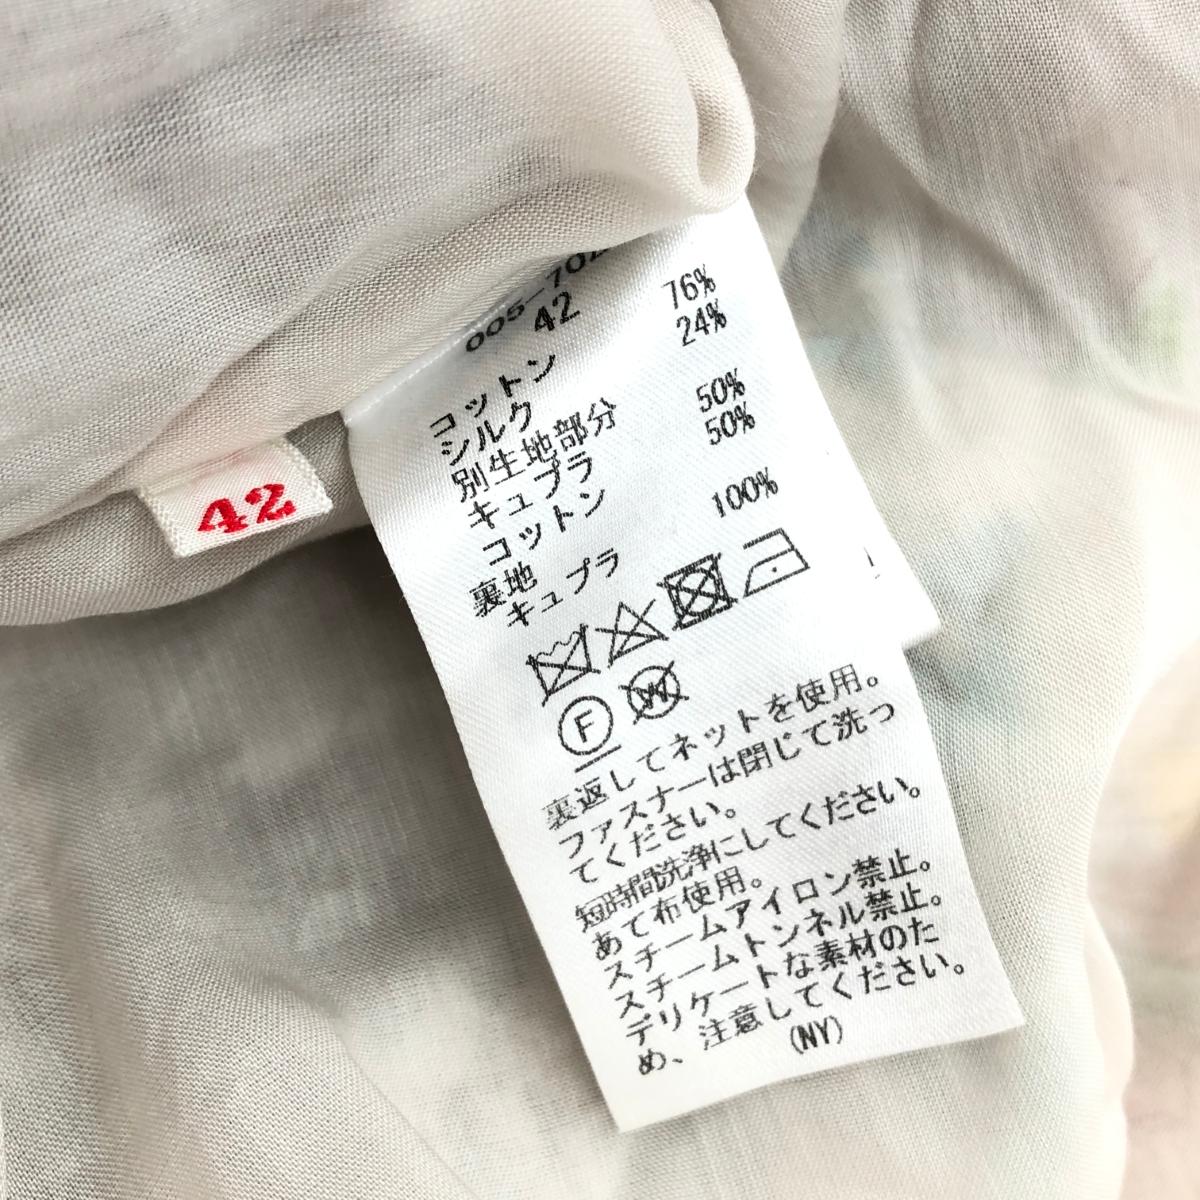 42
42
コットン 76%
シルク 24%
別生地部分
キュプラ 50%
コットン 50%
裏地
キュプラ 100%
F W
裏返してネットを使用。
ファスナーは閉じて洗っ
てください。
短時間洗浄にしてください。
あて布使用。
スチームアイロン禁止。
スチームトンネル禁止。
デリケートな素材のた
め、注意してください。
(NY)